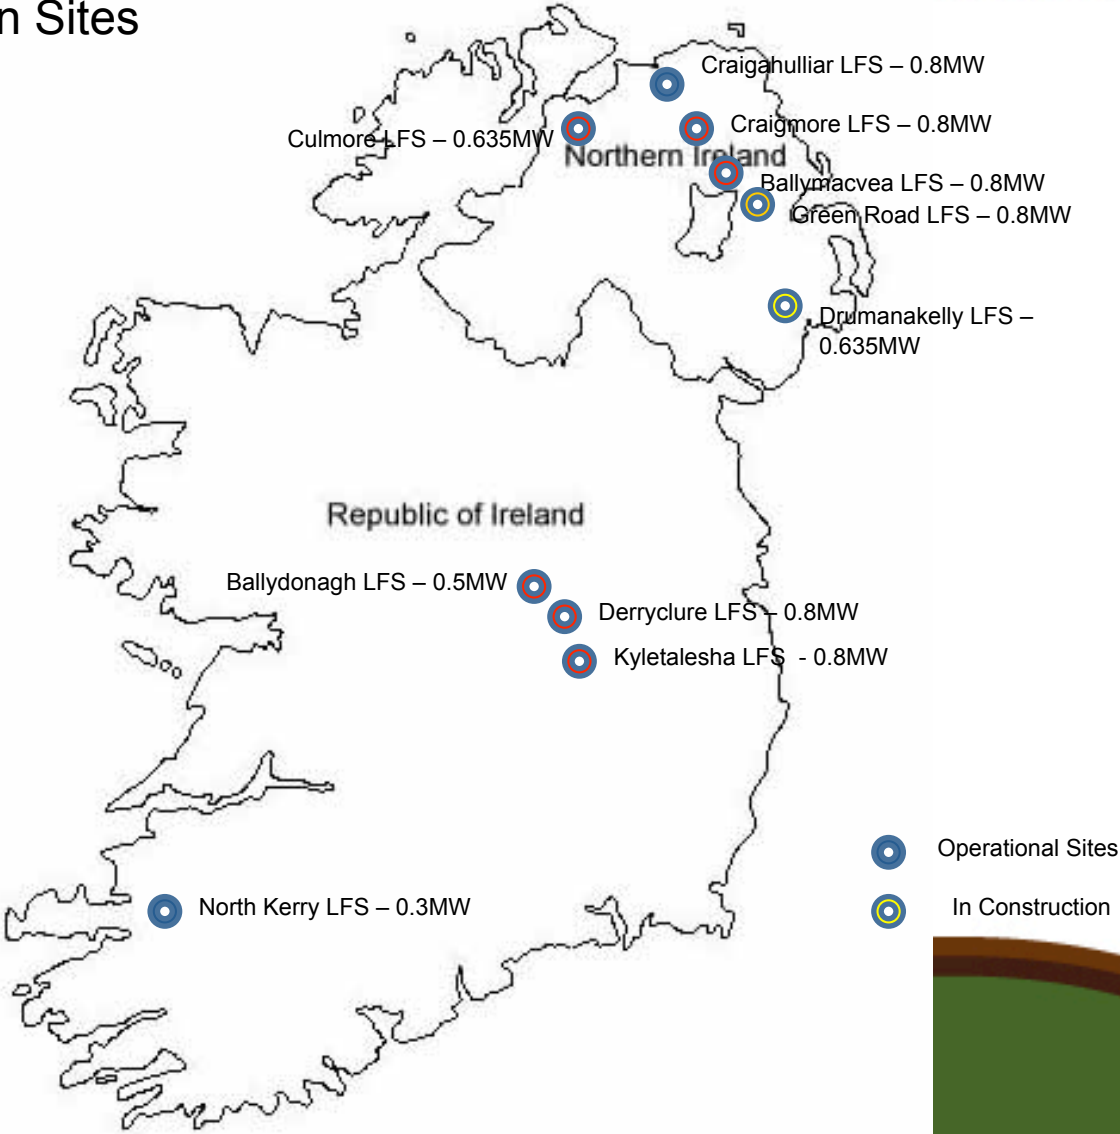 n Sites
Craigahulliar LFS – 0.8MW
Craigmore LFS – 0.8MW
Culmore LFS – 0.635MW
Northern Ireland
Ballymacvea LFS – 0.8MW
Green Road LFS – 0.8MW
Drumanakelly LFS –
0.635MW
Republic of Ireland
Ballydonagh LFS – 0.5MW
Derryclure LFS – 0.8MW
Kyletalesha LFS - 0.8MW
Operational Sites
North Kerry LFS – 0.3MW
In Construction